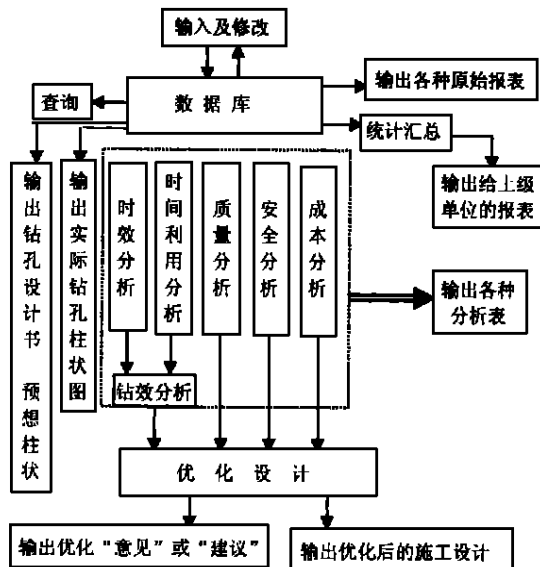 输入及修改
数据库
输出各种原始报表
查询
统计汇总
输出给上级
单位的报表
输出钻孔设计书 预想柱状
输出实际钻孔柱状图
时效分析
时间利用分析
质量分析
安全分析
成本分析
输出各种
分析表
钻效分析
优化设计
输出优化“意见”或“建议”
输出优化后的施工设计